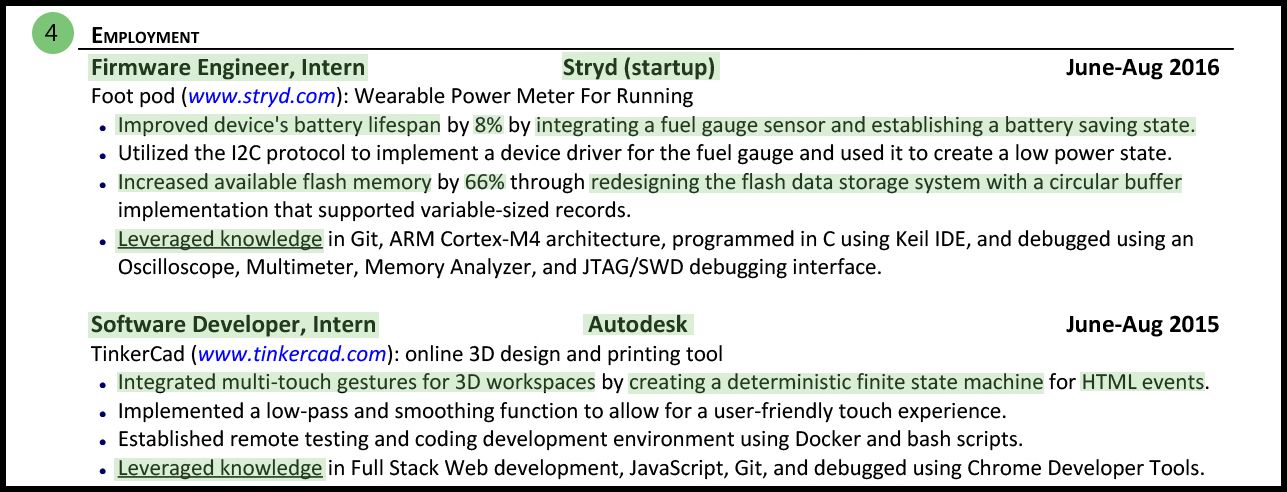 4 EMPLOYMENT
Firmware Engineer, Intern Stryd (startup) June-Aug 2016
Foot pod (www.stryd.com): Wearable Power Meter For Running
• Improved device's battery lifespan by 8% by integrating a fuel gauge sensor and establishing a battery saving state.
• Utilized the I2C protocol to implement a device driver for the fuel gauge and used it to create a low power state.
• Increased available flash memory by 66% through redesigning the flash data storage system with a circular buffer
implementation that supported variable-sized records.
• Leveraged knowledge in Git, ARM Cortex-M4 architecture, programmed in C using Keil IDE, and debugged using an
Oscilloscope, Multimeter, Memory Analyzer, and JTAG/SWD debugging interface.
Software Developer, Intern Autodesk June-Aug 2015
TinkerCad (www.tinkercad.com): online 3D design and printing tool
• Integrated multi-touch gestures for 3D workspaces by creating a deterministic finite state machine for HTML events.
• Implemented a low-pass and smoothing function to allow for a user-friendly touch experience.
• Established remote testing and coding development environment using Docker and bash scripts.
• Leveraged knowledge in Full Stack Web development, JavaScript, Git, and debugged using Chrome Developer Tools.